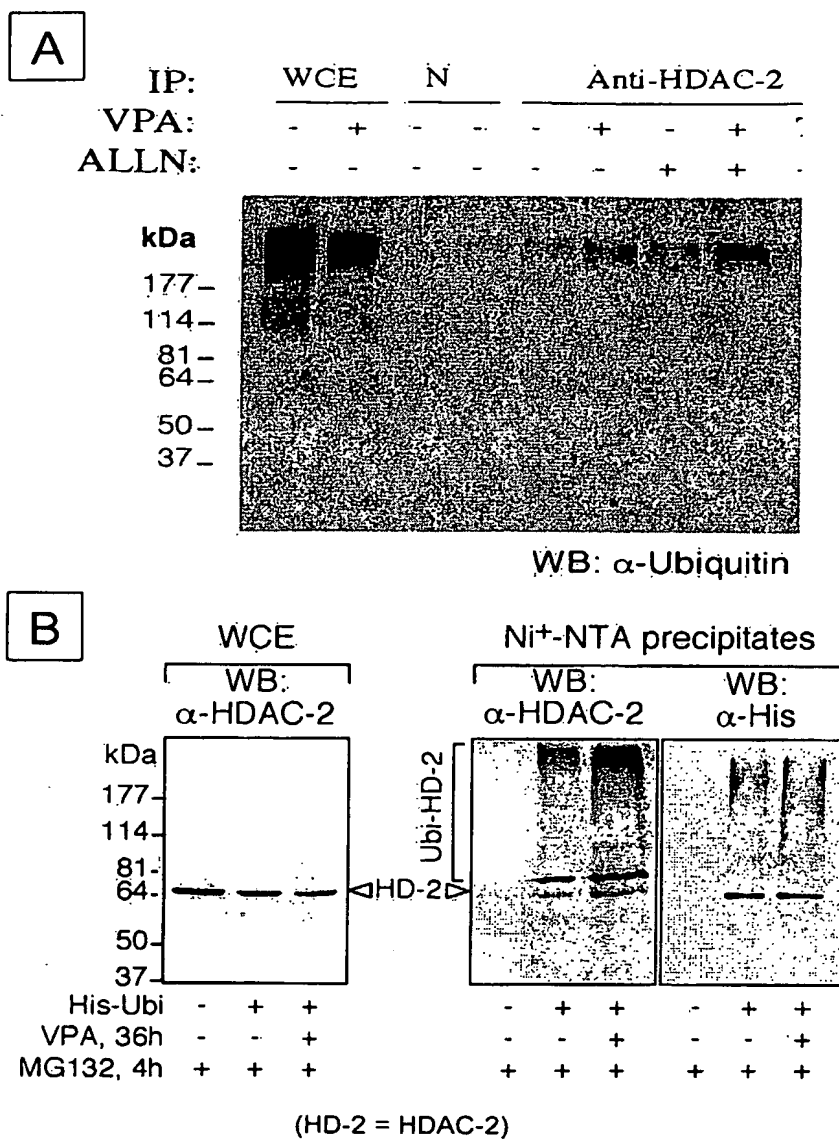 A
IP: WCE N Anti-HDAC-2
VPA: - + - - - + - +
ALLN: - - - - - - + + -
kDa
177
114
81
64
50
37
WB: α-Ubiquitin
B
WCE Ni+-NTA precipitates
WB: WB: WB:
α-HDAC-2 α-HDAC-2 α-His
kDa
177
114
81
64
50
37
Ubi-HD-2
HD-2
His-Ubi - + + - + + - + +
VPA, 36h - - + - - + - - +
MG132, 4h + + + + + + + + +
(HD-2 = HDAC-2)